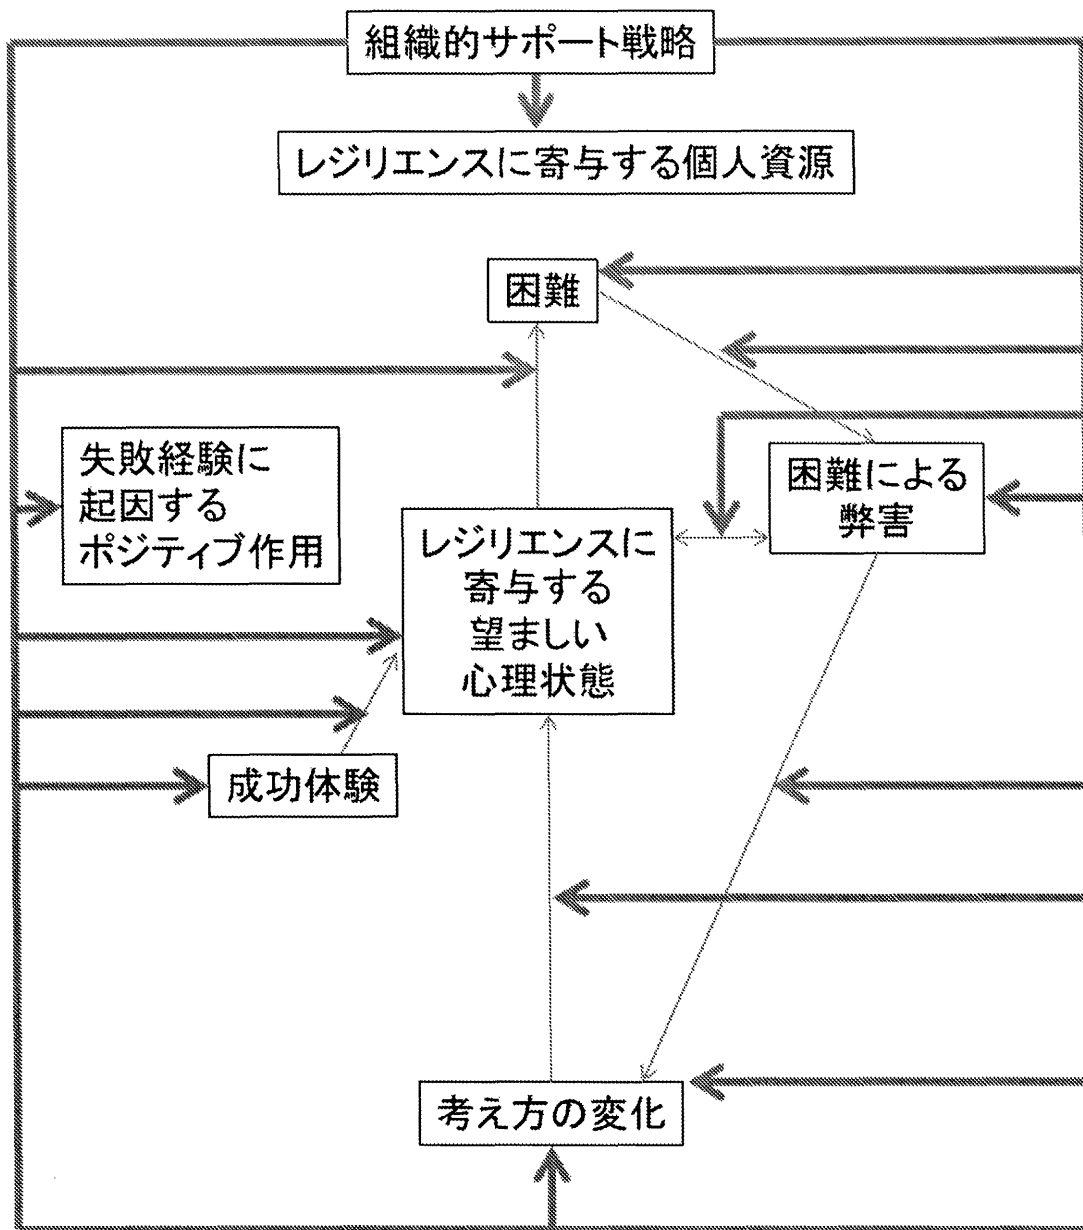 組織的サポート戦略
レジリエンスに寄与する個人資源
困難
失敗経験に
起因する
ポジティブ作用
困難による
弊害
レジリエンスに
寄与する
望ましい
心理状態
成功体験
考え方の変化